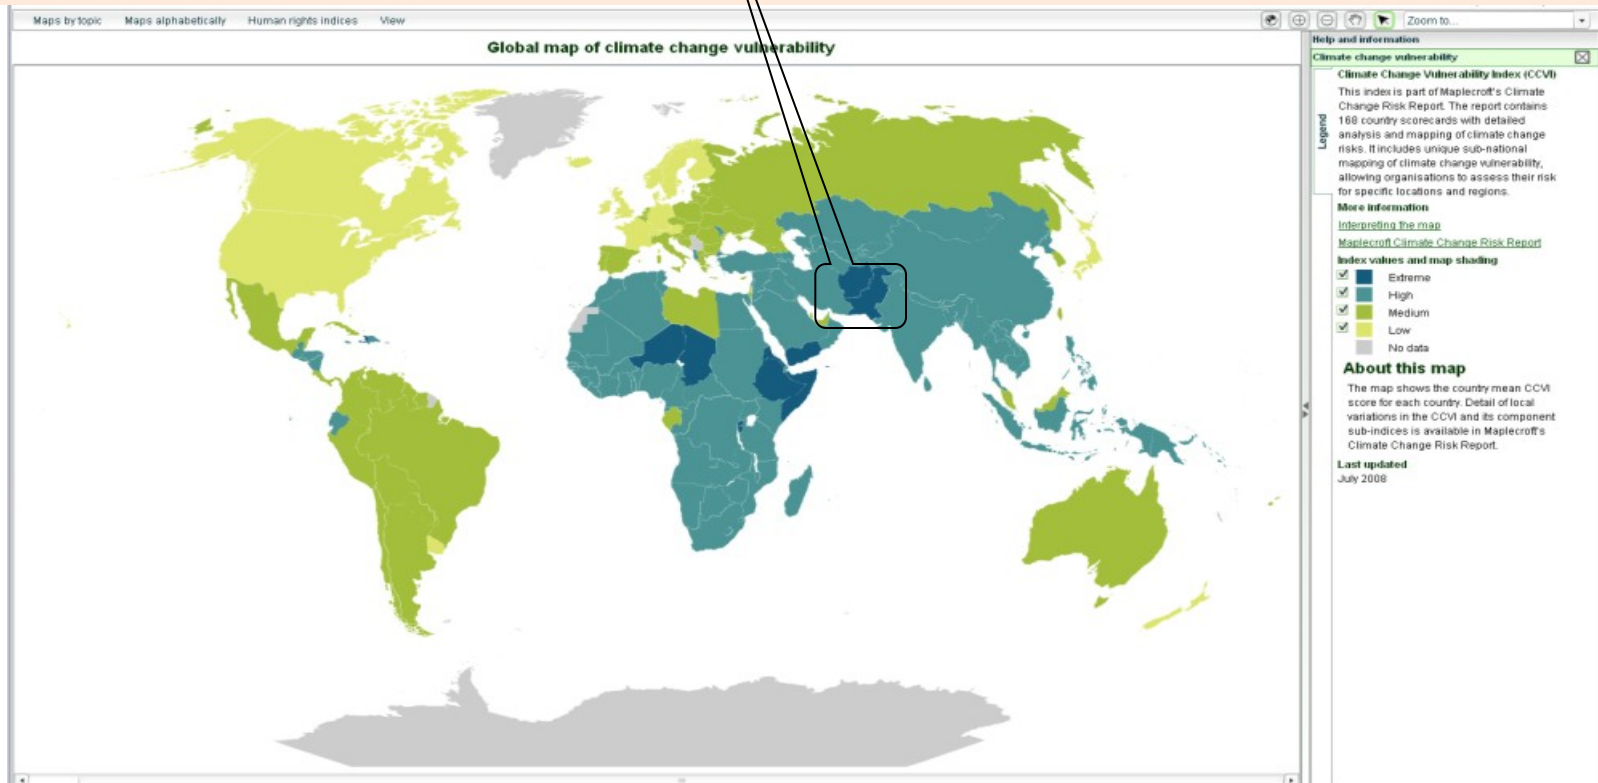 Maps by topic Maps alphabetically Human rights indices View
Zoom to...
Global map of climate change vulnerability
Help and information
Climate change vulnerability
Legend
Climate Change Vulnerability Index (CCVI)
This index is part of Maplecroft's Climate
Change Risk Report. The report contains
168 country scorecards with detailed
analysis and mapping of climate change
risks. It includes unique sub-national
mapping of climate change vulnerability,
allowing organisations to assess their risk
for specific locations and regions.
More information
Interpreting the map
Maplecroft Climate Change Risk Report
Index values and map shading
Extreme
High
Medium
Low
No data
About this map
The map shows the country mean CCVI
score for each country. Detail of local
variations in the CCVI and its component
sub-indices is available in Maplecroft's
Climate Change Risk Report.
Last updated
July 2008